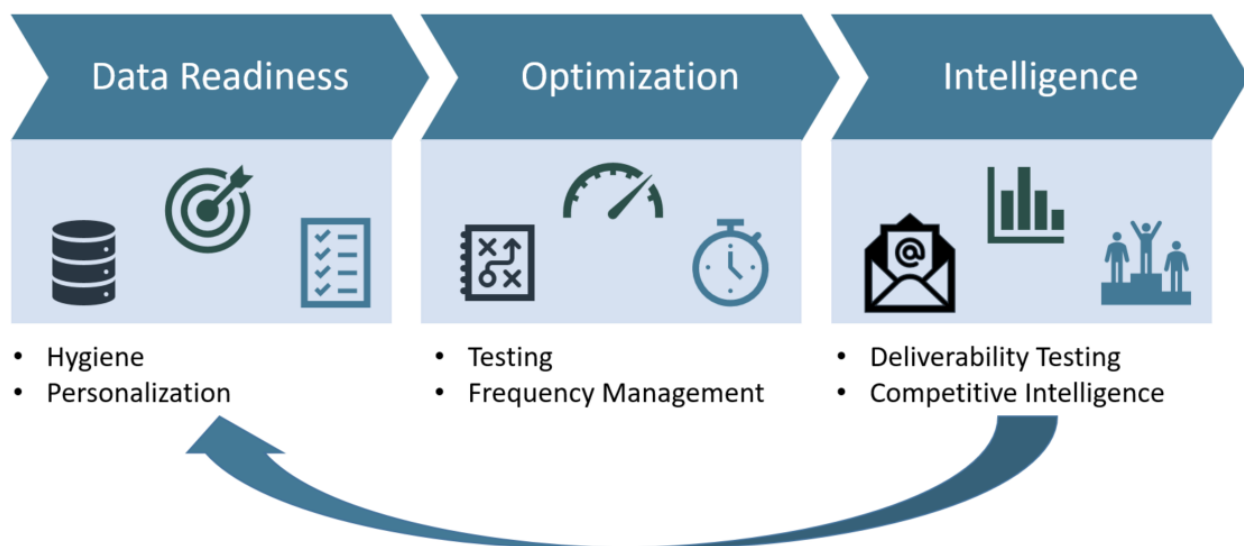 Data Readiness
Optimization
Intelligence
@
• Hygiene
• Personalization
• Testing
• Frequency Management
• Deliverability Testing
• Competitive Intelligence